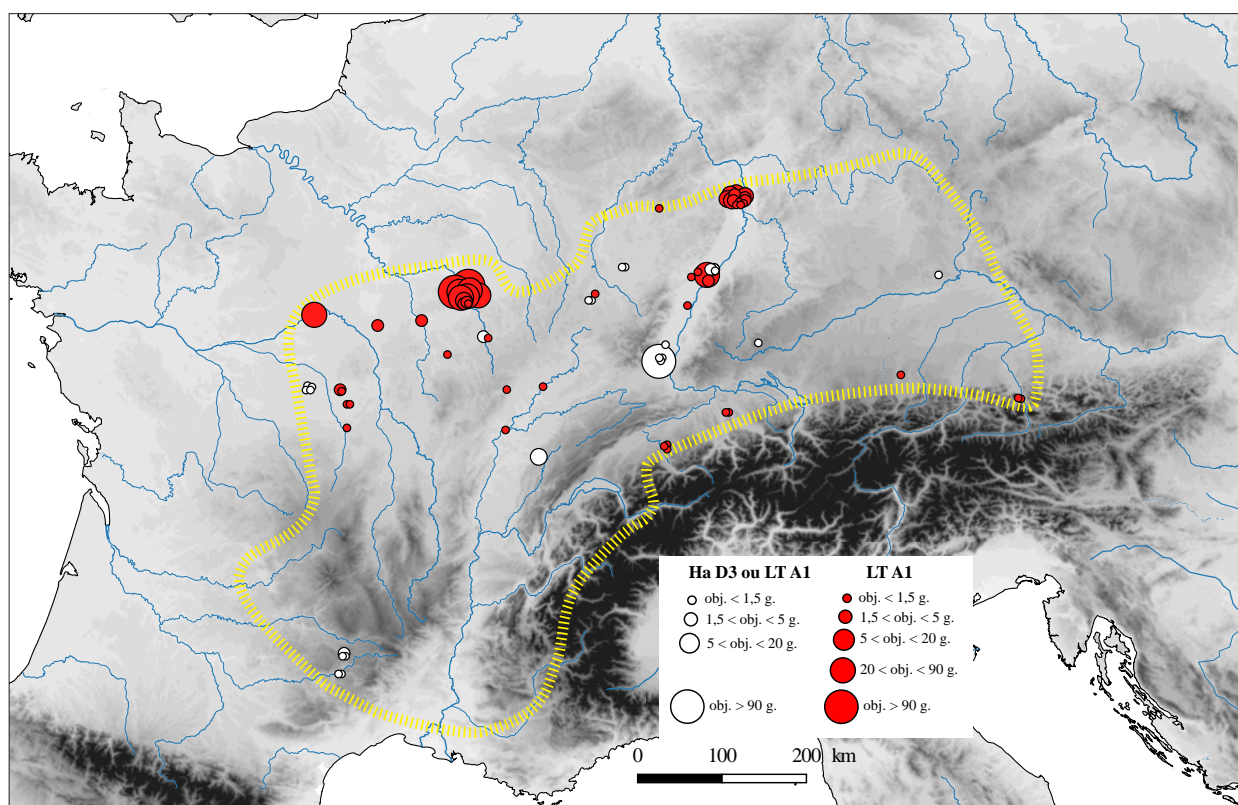 Ha D3 ou LT A1 LT A1
obj. < 1,5 g. obj. < 1,5 g.
1,5 < obj. < 5 g. 1,5 < obj. < 5 g.
5 < obj. < 20 g. 5 < obj. < 20 g.
20 < obj. < 90 g.
obj. > 90 g. obj. > 90 g.
0 100 200 km